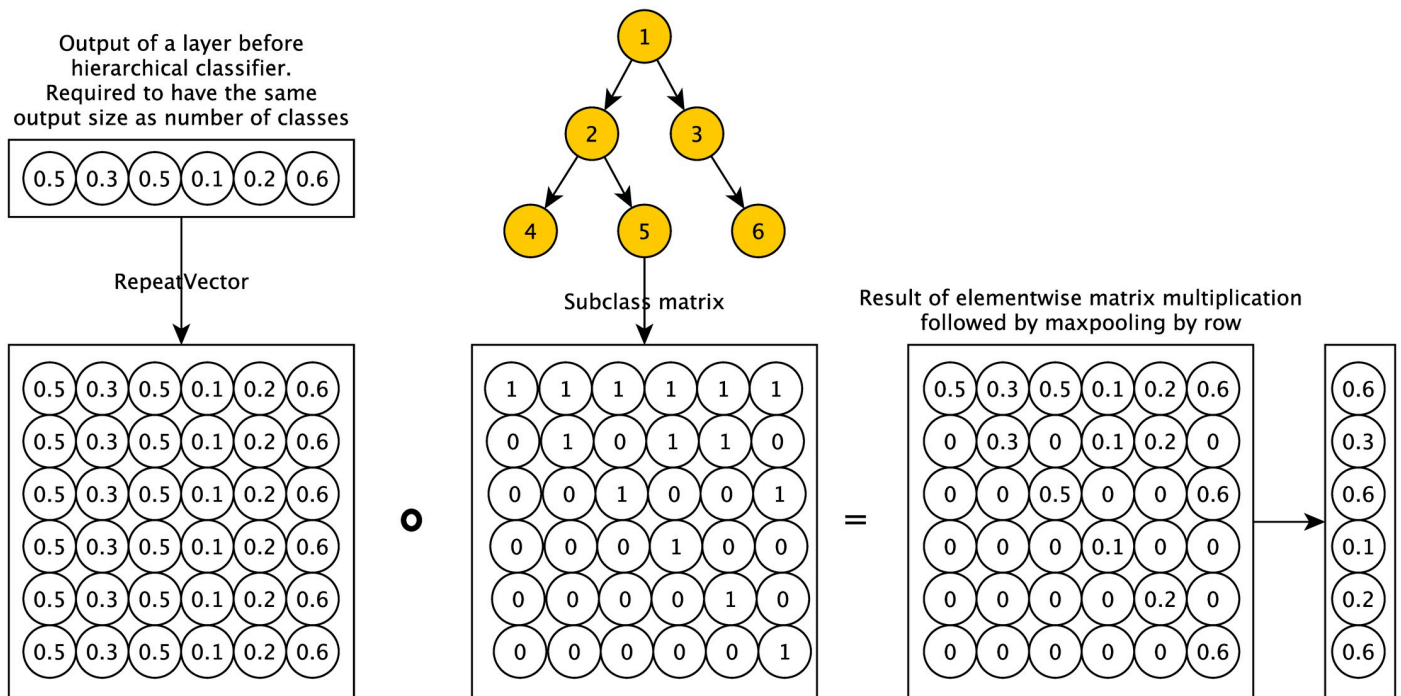 Output of a layer before
hierarchical classifier.
Required to have the same
output size as number of classes
0.5 0.3 0.5 0.1 0.2 0.6
RepeatVector
1
2 3
4 5 6
Subclass matrix
Result of elementwise matrix multiplication
followed by maxpooling by row
0.5 0.3 0.5 0.1 0.2 0.6
0.5 0.3 0.5 0.1 0.2 0.6
0.5 0.3 0.5 0.1 0.2 0.6
0.5 0.3 0.5 0.1 0.2 0.6
0.5 0.3 0.5 0.1 0.2 0.6
0.5 0.3 0.5 0.1 0.2 0.6
o
1 1 1 1 1 1
0 1 0 1 1 0
0 0 1 0 0 1
0 0 0 1 0 0
0 0 0 0 1 0
0 0 0 0 0 1
=
0.5 0.3 0.5 0.1 0.2 0.6
0 0.3 0 0.1 0.2 0
0 0 0.5 0 0 0.6
0 0 0 0.1 0 0
0 0 0 0 0.2 0
0 0 0 0 0 0.6
0.6
0.3
0.6
0.1
0.2
0.6